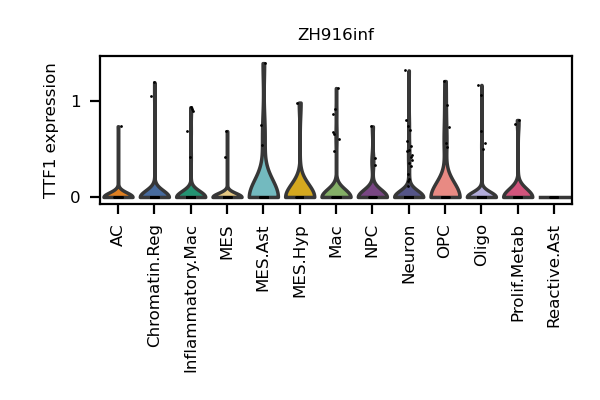 ZH916inf
TTF1 expression
1
0
AC
Chromatin.Reg
Inflammatory.Mac
MES
MES.Ast
MES.Hyp
Mac
NPC
Neuron
OPC
Oligo
Prolif.Metab
Reactive.Ast